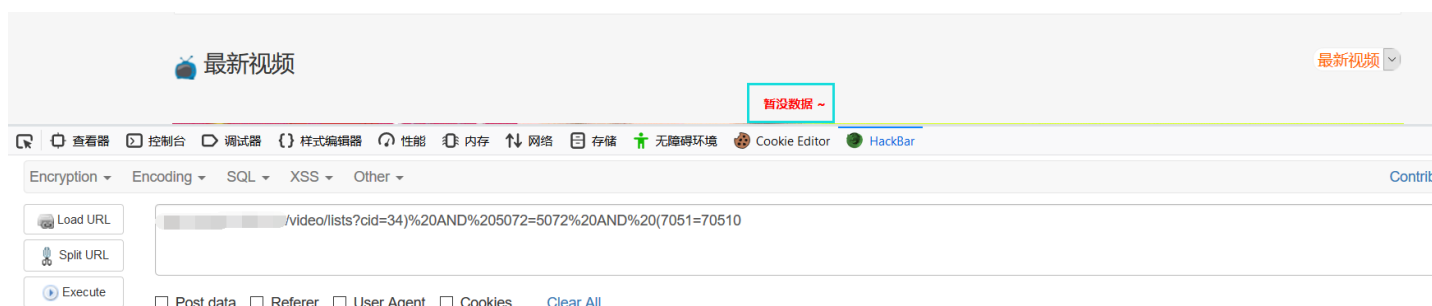 最新视频 最新视频
暂没数据 ~
查看器 控制台 调试器 {} 样式编辑器 性能 内存 网络 存储 无障碍环境 Cookie Editor HackBar
Encryption Encoding SQL XSS Other Contrib
Load URL /video/lists?cid=34)%20AND%205072=5072%20AND%20(7051=70510
Split URL
Execute
Post data Referer User Agent Cookies Clear All